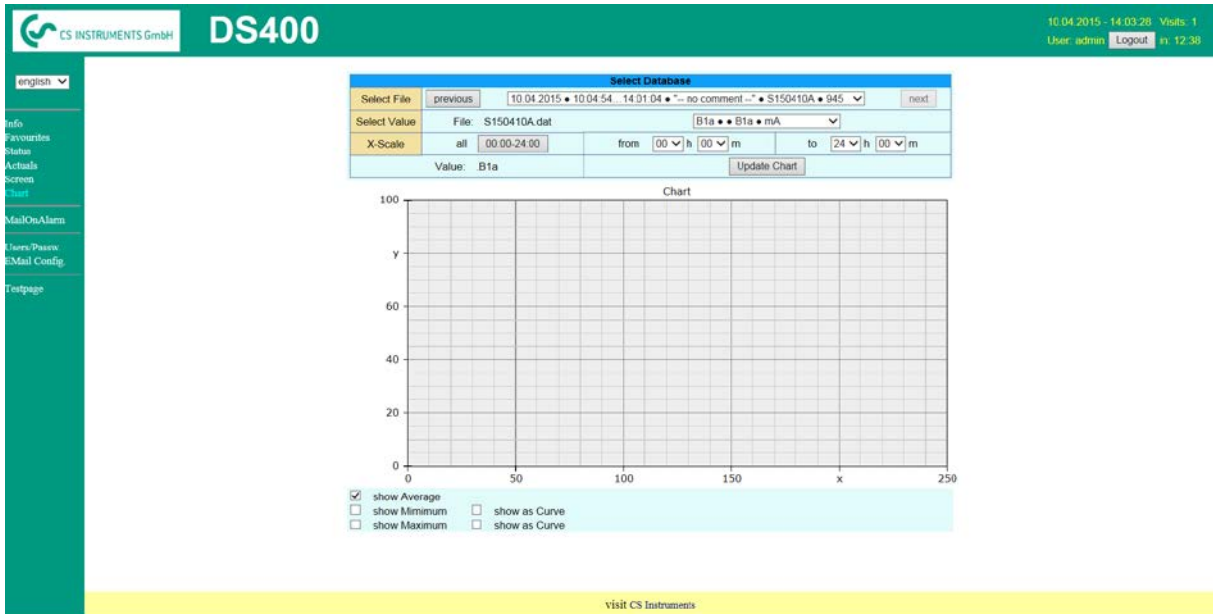 CS INSTRUMENTS GmbH
DS400
10.04.2015 - 14:03:28 Visits: 1
User: admin Logout in: 12:38
english
Info
Favourites
Status
Actuals
Screen
Chart
MailOnAlarm
Users/Passw.
EMail Config.
Testpage
Select Database
Select File previous 10.04.2015 ● 10:04:54...14:01:04 ● "-- no comment --" ● S150410A ● 945 next
Select Value File: S150410A.dat B1a ● ● B1a ● mA
X-Scale all 00:00-24:00 from 00 h 00 m to 24 h 00 m
Value: .B1a Update Chart
Chart
100
y
60
40
20
0
0 50 100 150 x 250
show Average
show Mimimum show as Curve
show Maximum show as Curve
visit CS Instruments